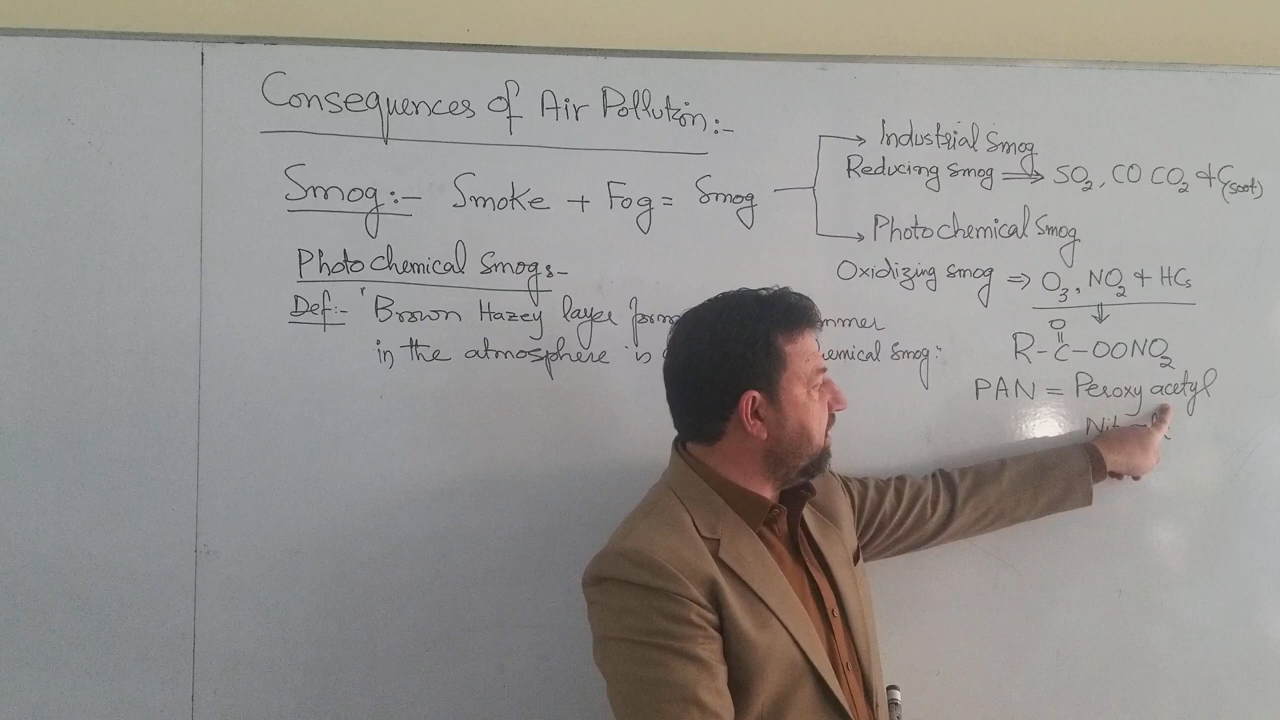 Consequences of Air Pollution:-
Smog:- Smoke + Fog = Smog
Industrial Smog
Reducing Smog ⇒ SO2, CO CO2 + C(soot)
Photochemical Smog
Oxidizing smog ⇒ O3, NO2 + HCs
O
R-C-OONO2
PAN = Peroxy acetyl
Photochemical Smog:-
Def:- "Brown Hazey layer
in the atmosphere is Smog: